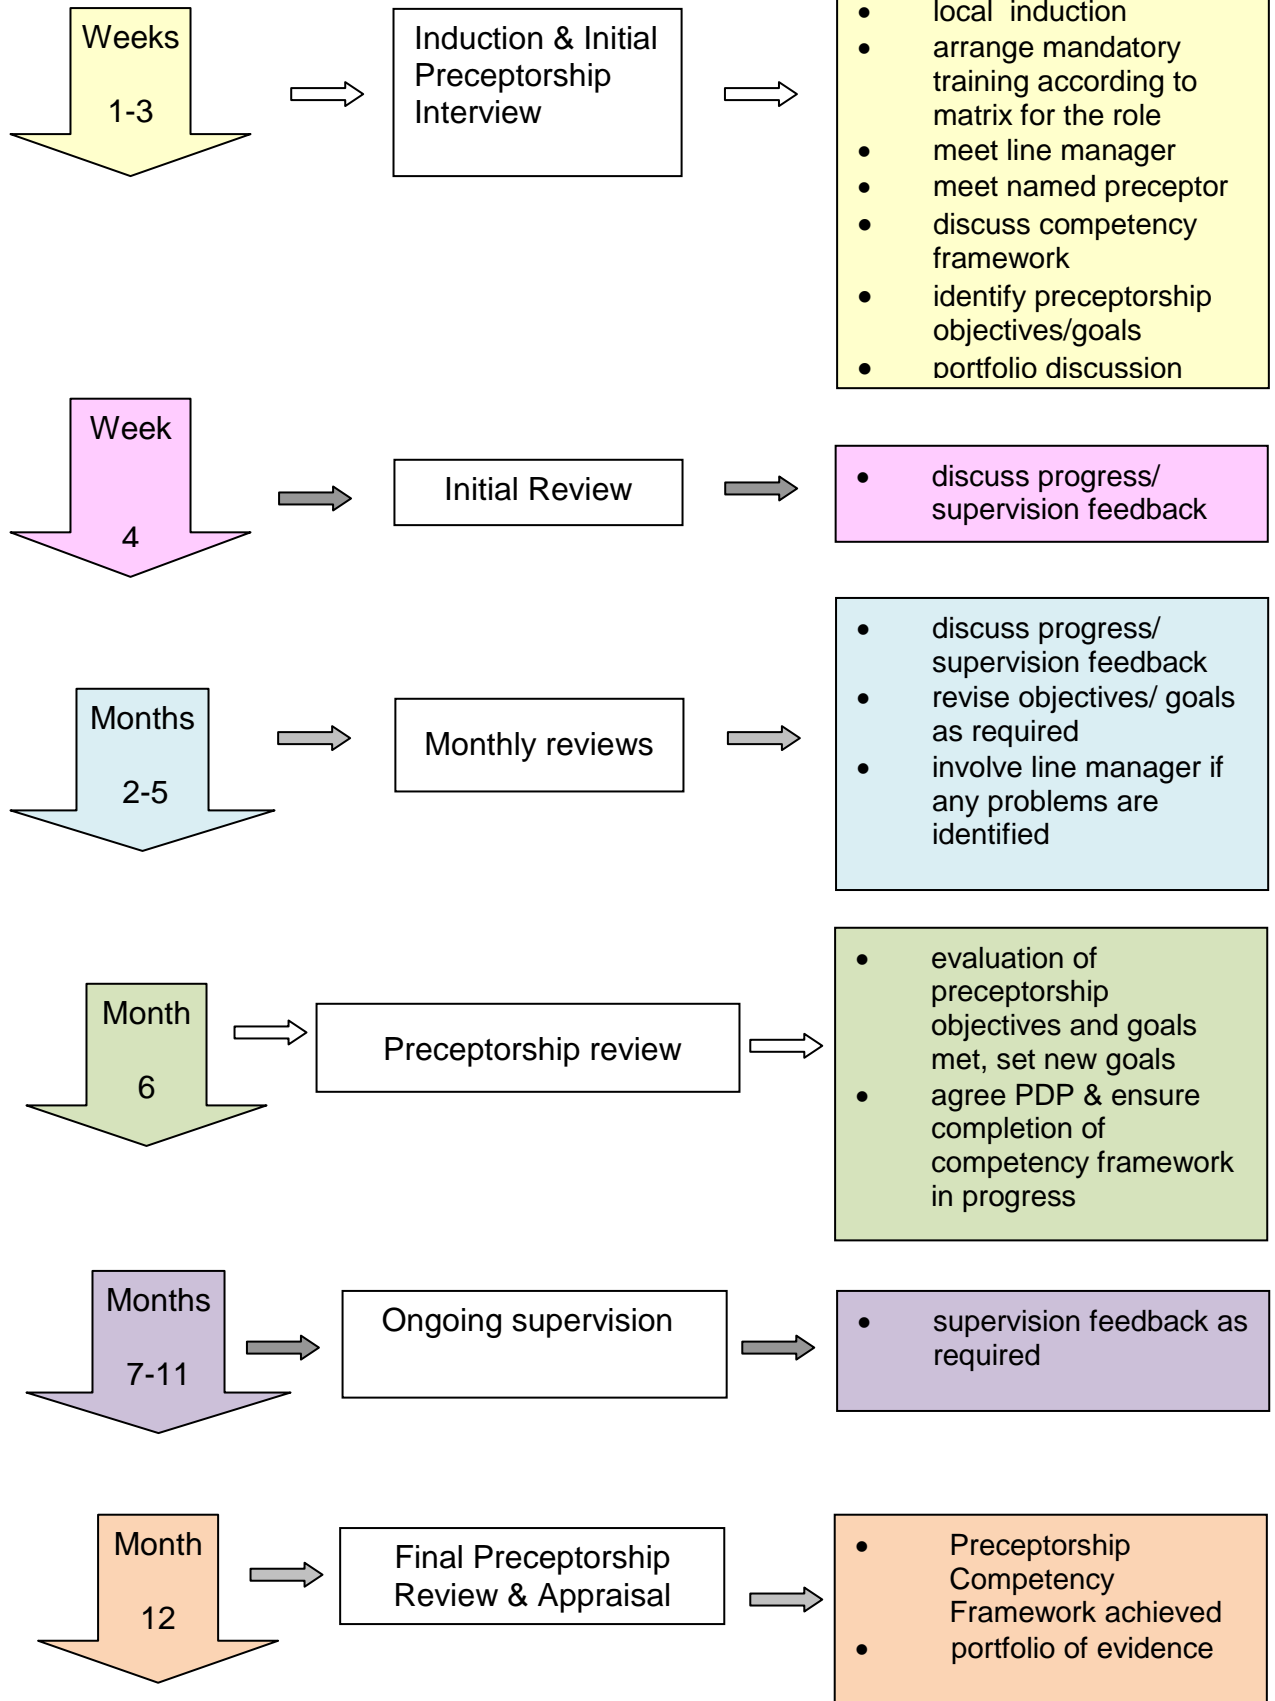 Weeks
1-3
Induction & Initial
Preceptorship
Interview
• local induction
• arrange mandatory
training according to
matrix for the role
• meet line manager
• meet named preceptor
• discuss competency
framework
• identify preceptorship
objectives/goals
• portfolio discussion
Week
4
Initial Review
• discuss progress/
supervision feedback
Months
2-5
Monthly reviews
• discuss progress/
supervision feedback
• revise objectives/ goals
as required
• involve line manager if
any problems are
identified
Month
6
Preceptorship review
• evaluation of
preceptorship
objectives and goals
met, set new goals
• agree PDP & ensure
completion of
competency framework
in progress
Months
7-11
Ongoing supervision
• supervision feedback as
required
Month
12
Final Preceptorship
Review & Appraisal
• Preceptorship
Competency
Framework achieved
• portfolio of evidence